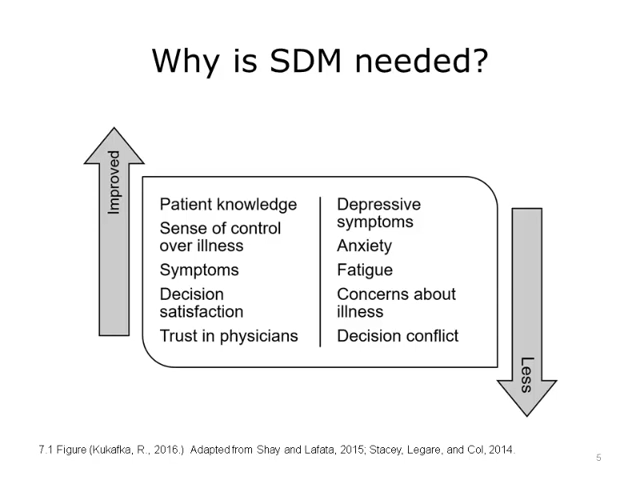 Why is SDM needed?
Improved
Patient knowledge
Sense of control
over illness
Symptoms
Decision
satisfaction
Trust in physicians
Depressive
symptoms
Anxiety
Fatigue
Concerns about
illness
Decision conflict
Less
7.1 Figure (Kukafka, R., 2016.) Adapted from Shay and Lafata, 2015; Stacey, Legare, and Col, 2014.
5